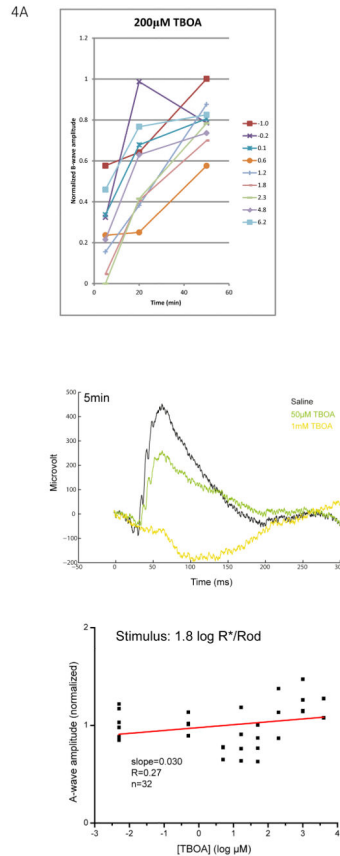 4A
200µM TBOA
Normalized B-wave amplitude
1.2
1
0.8
0.6
0.4
0.2
0
0 20 40 60
Time (min)
-1.0
-0.2
0.1
0.6
1.2
1.8
2.3
4.8
6.2
5min
Saline
50µM TBOA
1mM TBOA
Microvolt
500
400
300
200
100
0
-100
-200
-50 0 50 100 150 200 250 300
Time (ms)
Stimulus: 1.8 log R*/Rod
A-wave amplitude (normalized)
2
1
0
slope=0.030
R=0.27
n=32
-3 -2 -1 0 1 2 3 4
[TBOA] (log µM)